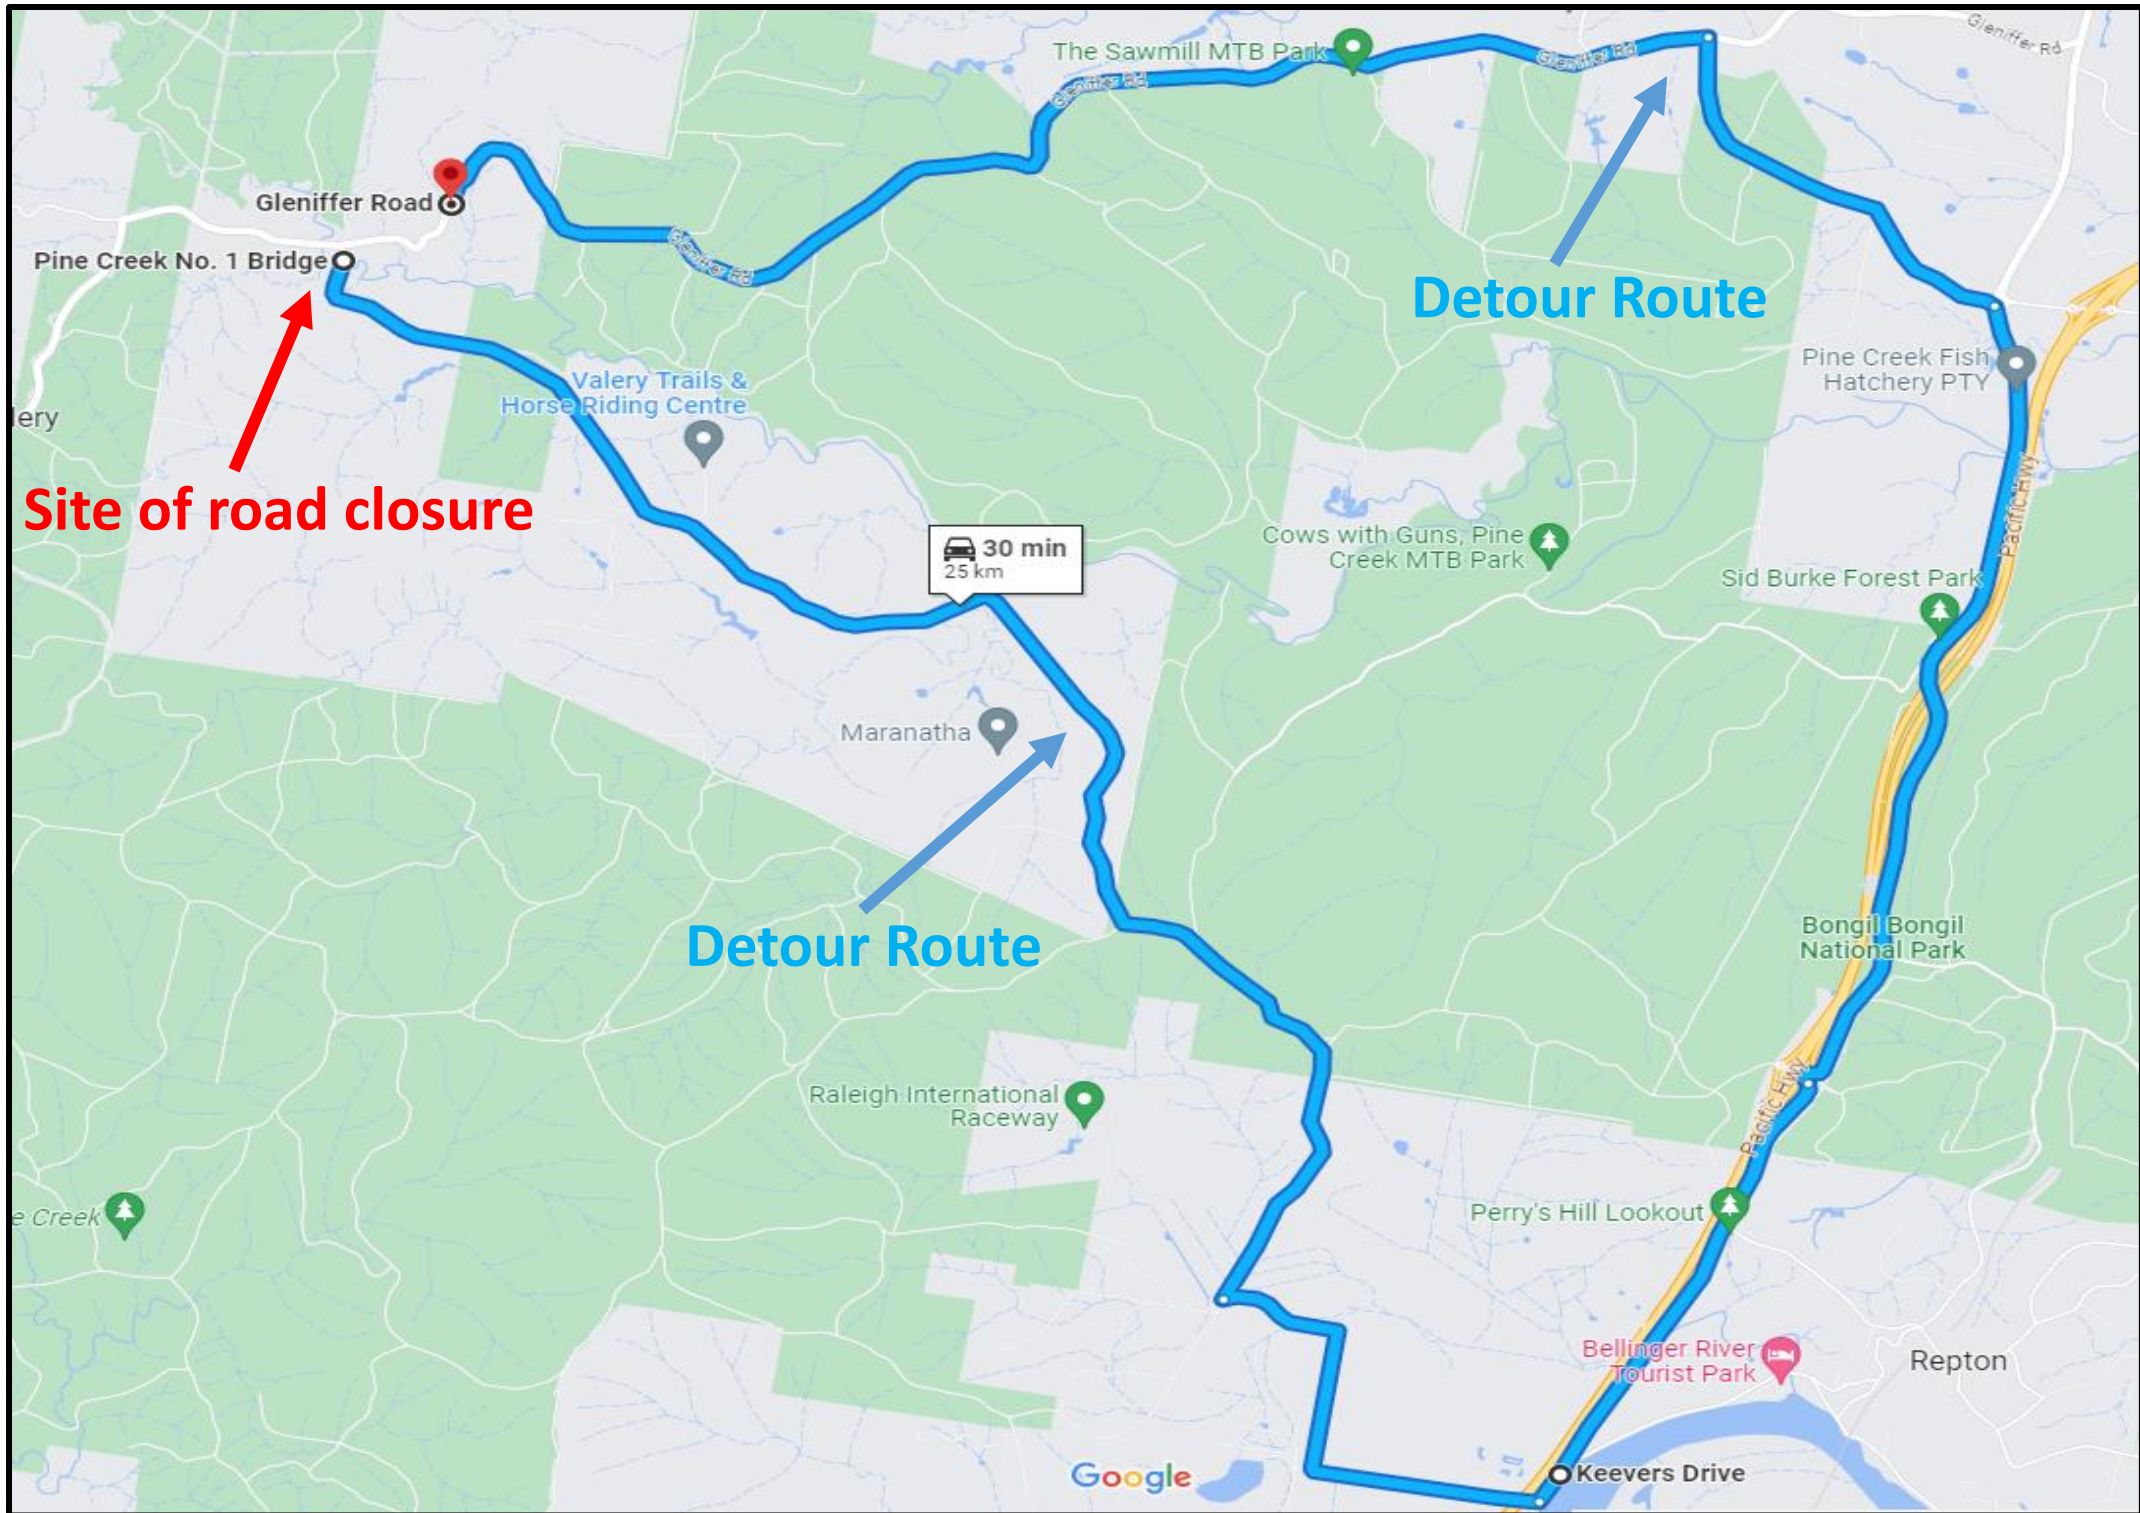 Gleniffer Rd
The Sawmill MTB Park
Gleniffer Rd
Gleniffer Rd
Gleniffer Road
Gleniffer Rd
Pine Creek No. 1 Bridge
Detour Route
Pine Creek Fish
Hatchery PTY
Valery Trails &
Horse Riding Centre
lery
Site of road closure
Pacific Hwy
30 min
25 km
Cows with Guns, Pine
Creek MTB Park
Sid Burke Forest Park
Maranatha
Detour Route
Bongil Bongil
National Park
Raleigh International
Raceway
Pacific Hwy
e Creek
Perry's Hill Lookout
Bellinger River
Tourist Park
Repton
Google
Keevers Drive